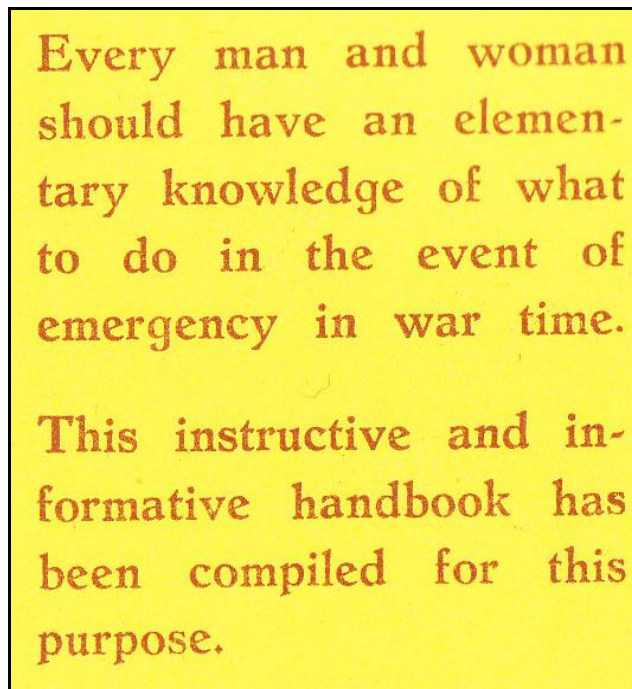 Every man and woman
should have an elemen-
tary knowledge of what
to do in the event of
emergency in war time.
This instructive and in-
formative handbook has
been compiled for this
purpose.